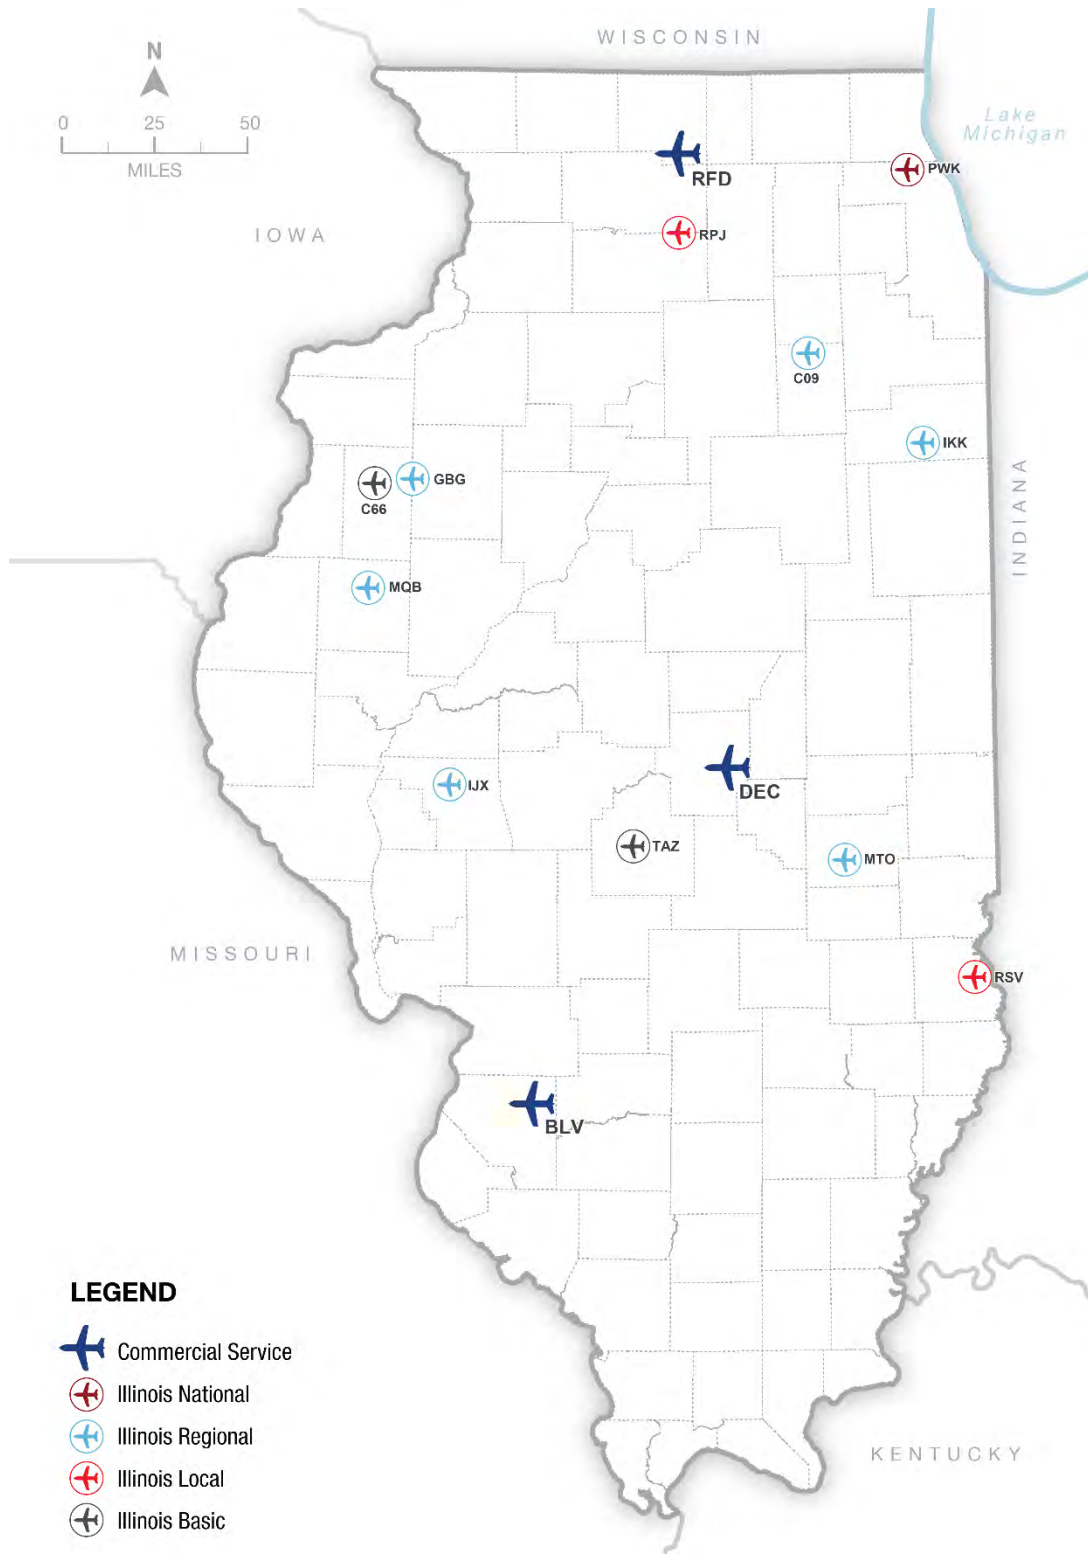 WISCONSIN
N
0 25 50
MILES
Lake
Michigan
PWK
RFD
IOWA
RPJ
C09
IKK
GBG
C66
INDIANA
MQB
DEC
IJX
TAZ
MTO
MISSOURI
RSV
BLV
LEGEND
Commercial Service
Illinois National
Illinois Regional
Illinois Local
Illinois Basic
KENTUCKY